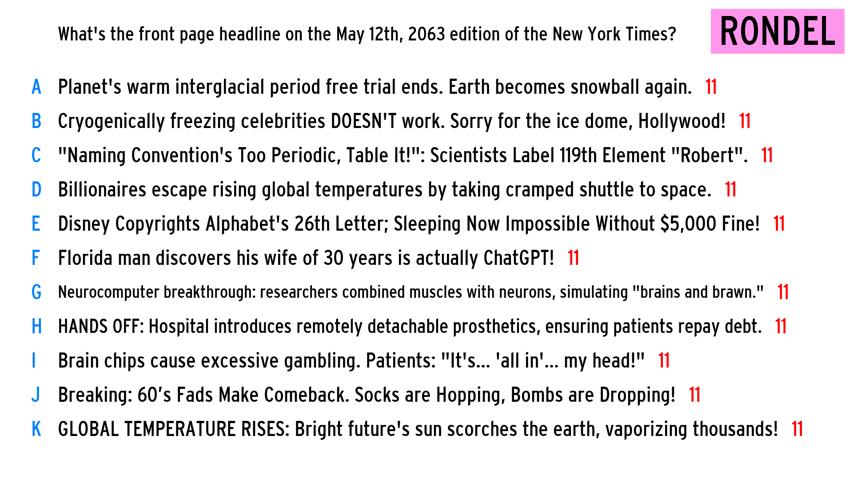 What's the front page headline on the May 12th, 2063 edition of the New York Times?
RONDEL
A Planet's warm interglacial period free trial ends. Earth becomes snowball again. 11
B Cryogenically freezing celebrities DOESN'T work. Sorry for the ice dome, Hollywood! 11
C "Naming Convention's Too Periodic, Table It!": Scientists Label 119th Element "Robert". 11
D Billionaires escape rising global temperatures by taking cramped shuttle to space. 11
E Disney Copyrights Alphabet's 26th Letter; Sleeping Now Impossible Without $5,000 Fine! 11
F Florida man discovers his wife of 30 years is actually ChatGPT! 11
G Neurocomputer breakthrough: researchers combined muscles with neurons, simulating "brains and brawn." 11
H HANDS OFF: Hospital introduces remotely detachable prosthetics, ensuring patients repay debt. 11
I Brain chips cause excessive gambling. Patients: "It's... 'all in'... my head!" 11
J Breaking: 60’s Fads Make Comeback. Socks are Hopping, Bombs are Dropping! 11
K GLOBAL TEMPERATURE RISES: Bright future's sun scorches the earth, vaporizing thousands! 11